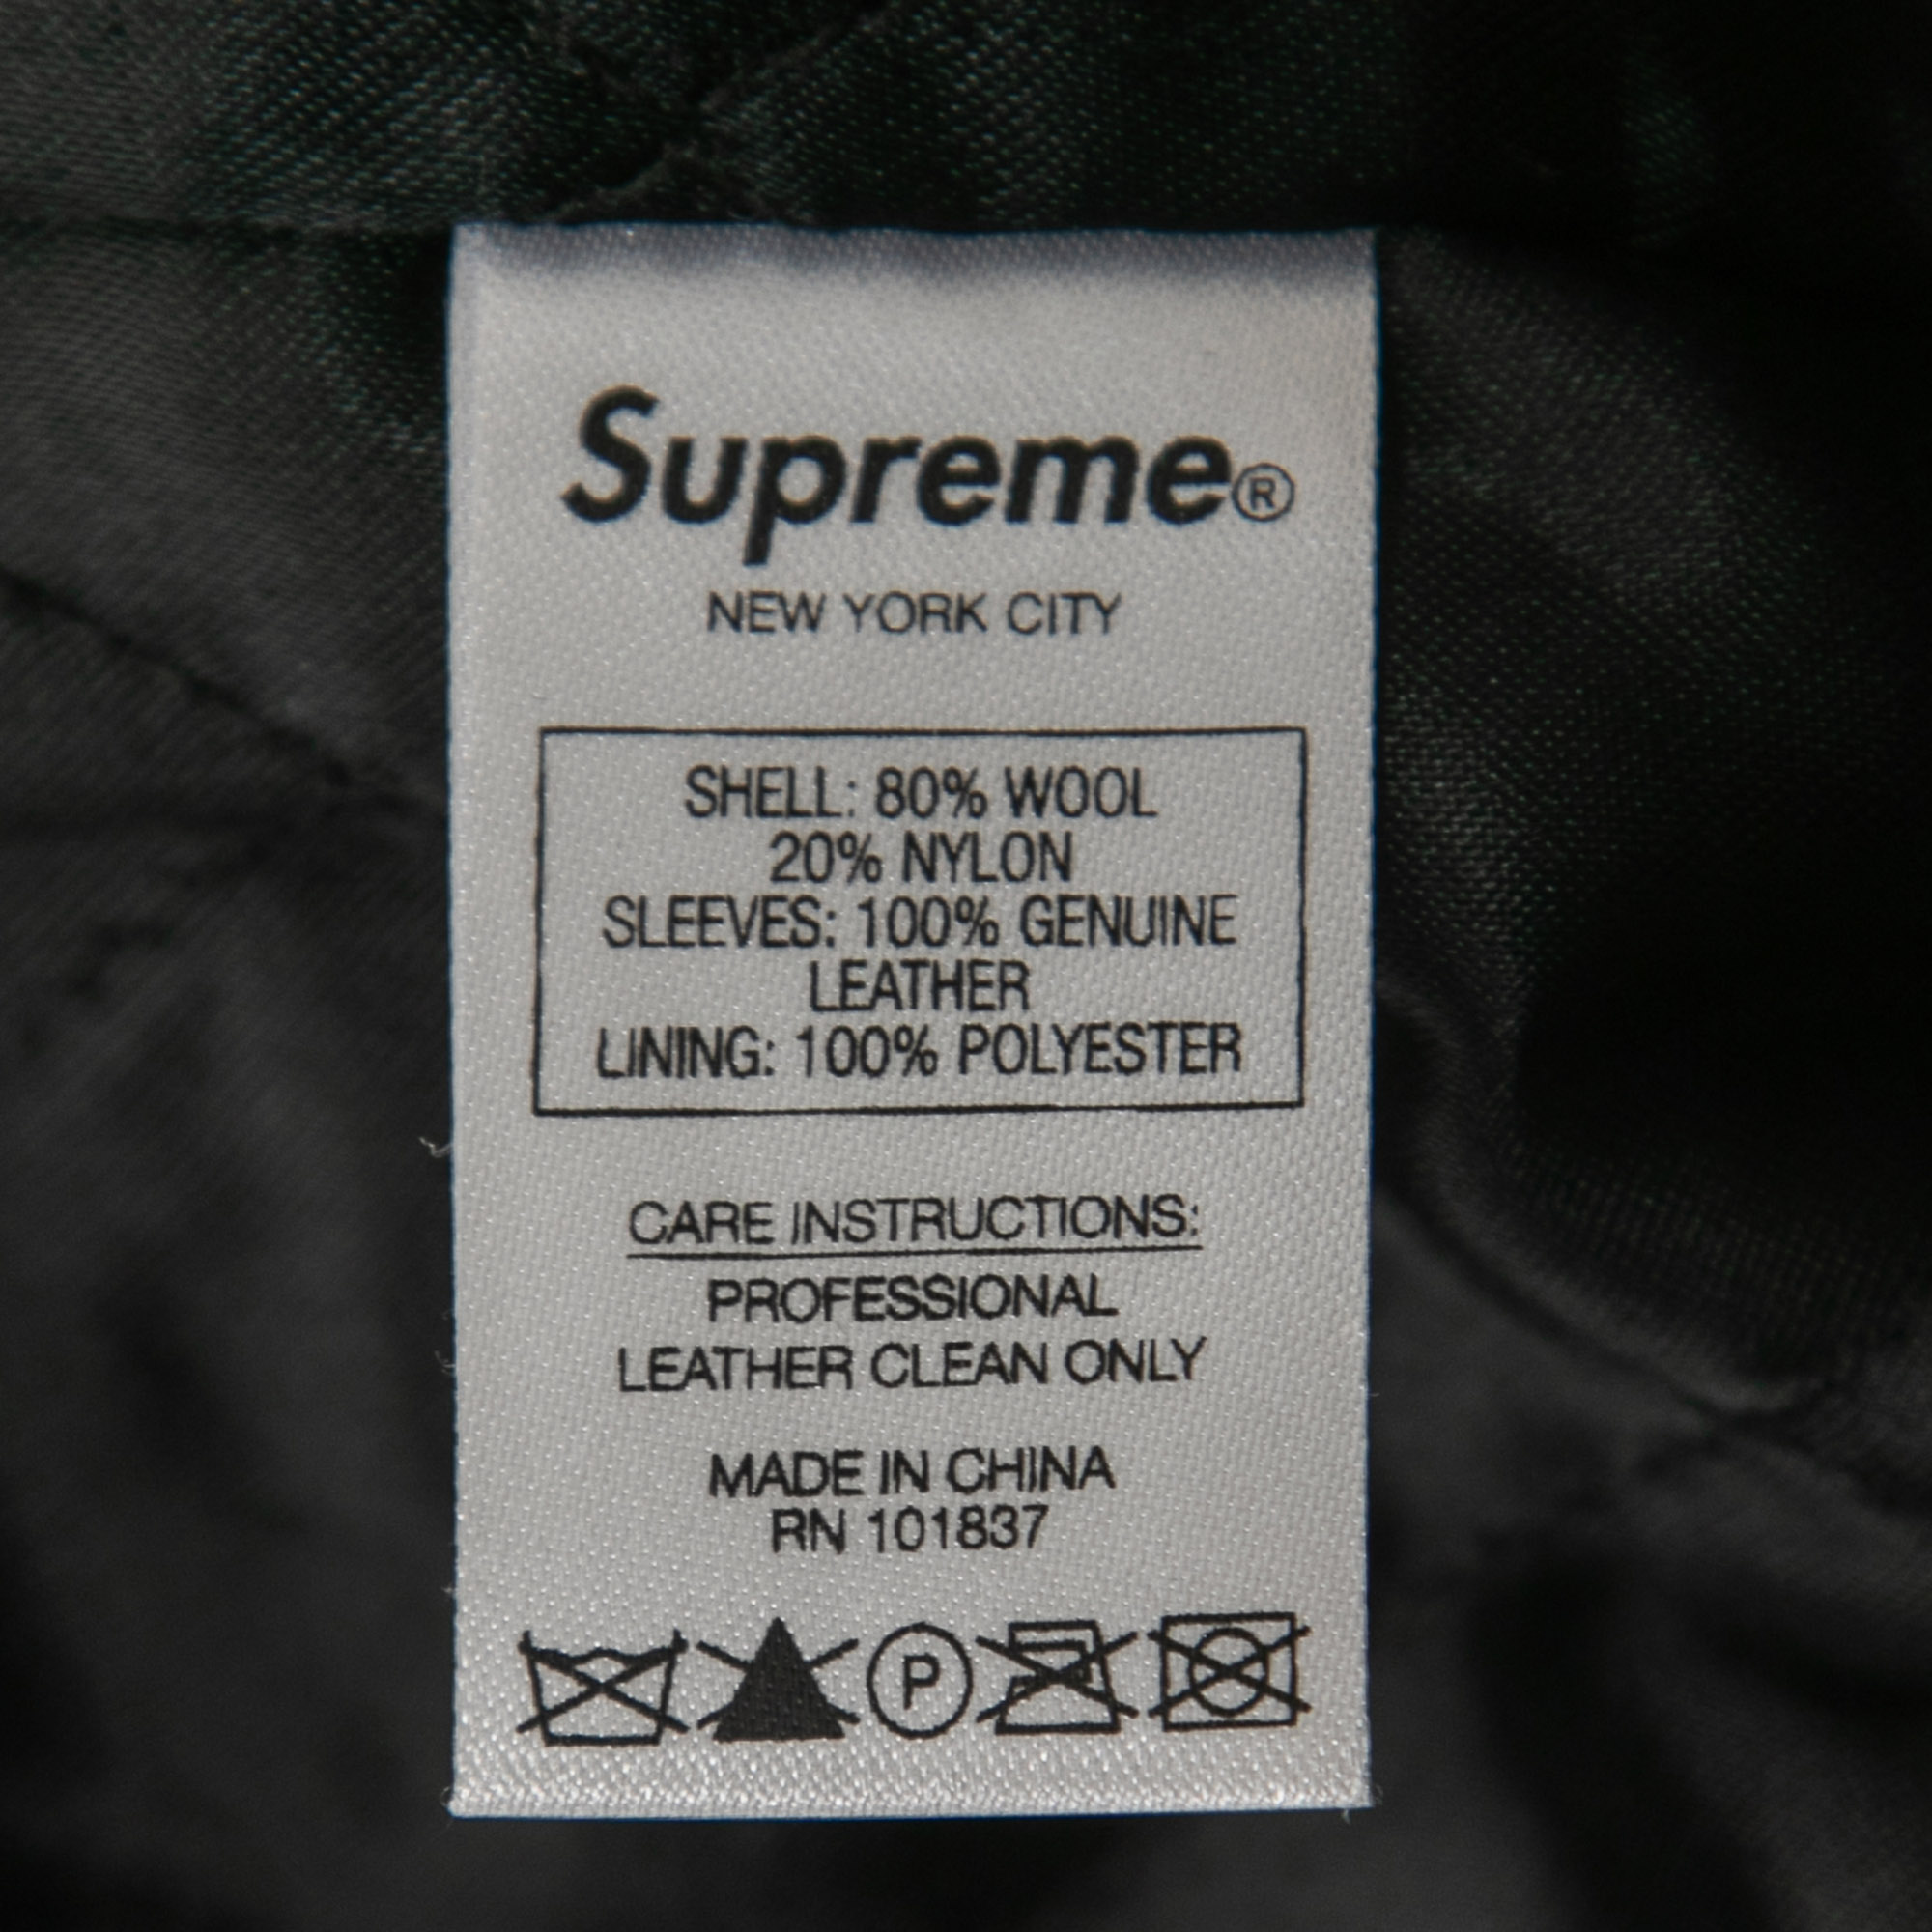 Supreme®
NEW YORK CITY
SHELL: 80% WOOL
20% NYLON
SLEEVES: 100% GENUINE
LEATHER
LINING: 100% POLYESTER
CARE INSTRUCTIONS:
PROFESSIONAL
LEATHER CLEAN ONLY
MADE IN CHINA
RN 101837
P